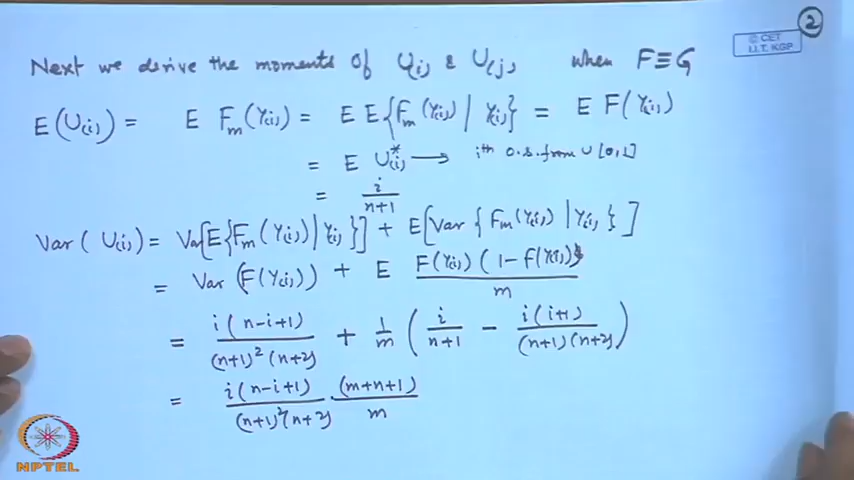 2
© CET
I.I.T. KGP
Next we derive the moments of U(i) & U(j), when F≡G
E(U(i)) = E Fm(Y(i)) = E E{Fm(Y(i)) | Y(i)} = E F(Y(i))
= E U*(i) → ith o.s. from U[0,1]
= i/(n+1)
Var(U(i)) = Var[E{Fm(Y(i)) | Y(i)}] + E[Var{Fm(Y(i)) | Y(i)}]
= Var(F(Y(i))) + E F(Y(i))(1-F(Y(i)))/m
= i(n-i+1)/((n+1)²(n+2)) + 1/m (i/(n+1) - i(i+1)/((n+1)(n+2)))
= i(n-i+1)/((n+1)²(n+2)) · (m+n+1)/m
NPTEL